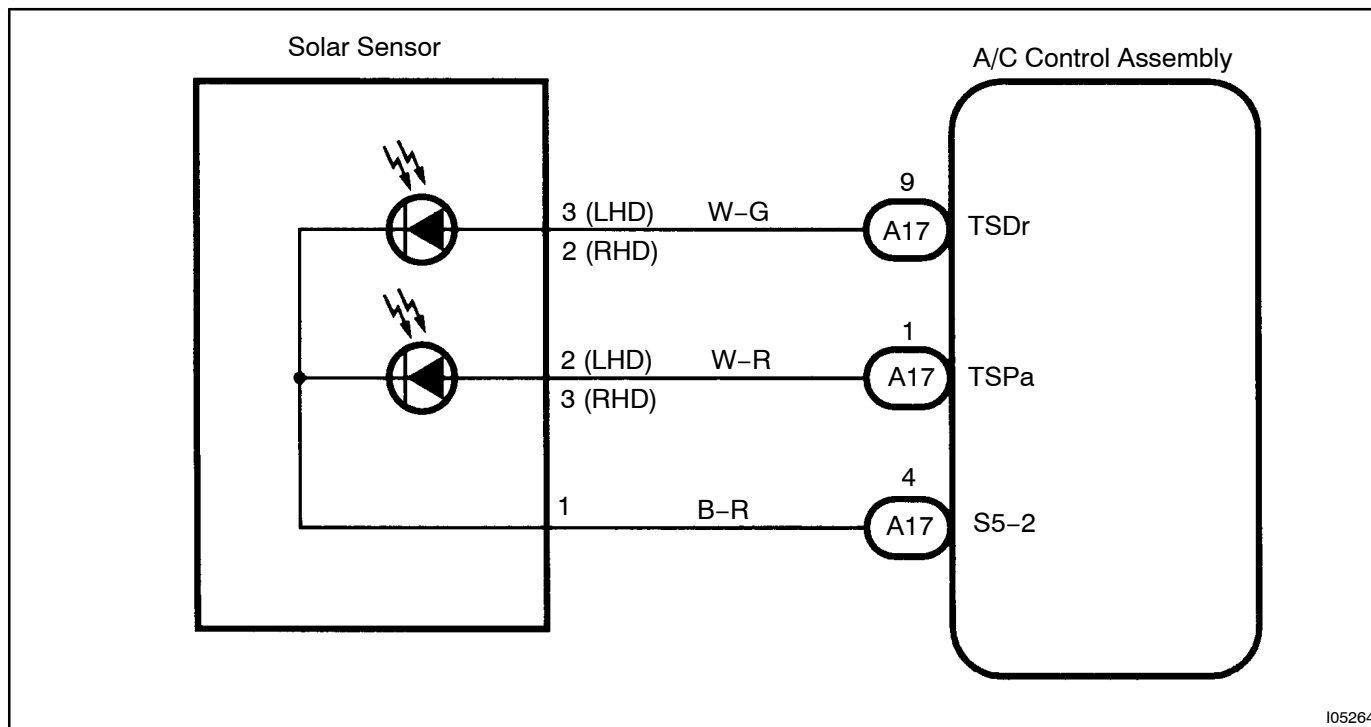 Solar Sensor
A/C Control Assembly
3 (LHD)
W−G
9
A17
TSDr
2 (RHD)
2 (LHD)
W−R
1
A17
TSPa
3 (RHD)
1
B−R
4
A17
S5−2
I05264